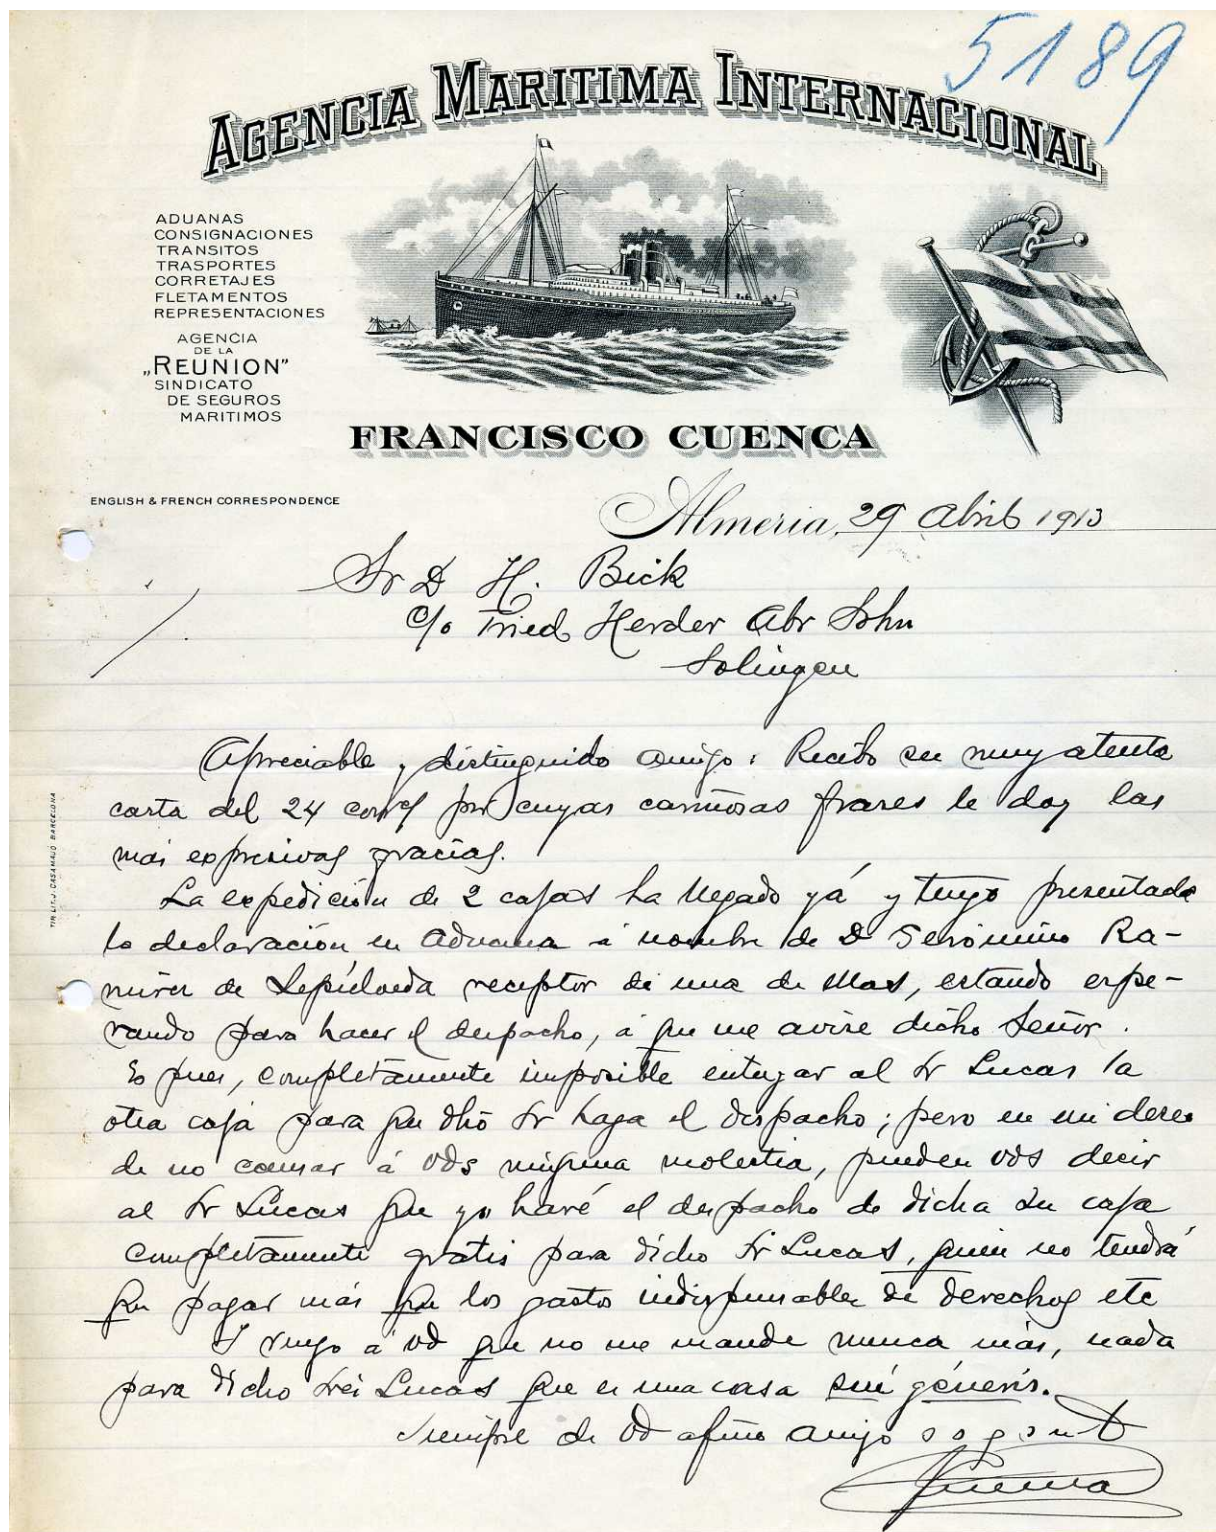 5189
AGENCIA MARITIMA INTERNACIONAL
ADUANAS
CONSIGNACIONES
TRANSITOS
TRASPORTES
CORRETAJES
FLETAMENTOS
REPRESENTACIONES
AGENCIA
DE LA
„REUNION"
SINDICATO
DE SEGUROS
MARITIMOS
FRANCISCO CUENCA
ENGLISH & FRENCH CORRESPONDENCE
Almeria, 29 Abril 1913
Sr D H. Bick
c/o Fried Herder Abr Sohn
Solingen
Apreciable y distinguido amigo: Recibo su muy atenta
carta del 24 por cuyas cariñosas frases le doy las
mas expresivas gracias.
La expedición de 2 cajas ha llegado yá y tengo presentada
la declaración en Aduana á nombre de D Gerónimo Ra-
mirez de Sepúlveda receptor de una de ellas, estando espe-
rando para hacer el despacho, á que me avise dicho Señor.
Es pues, completamente imposible entregar al Sr Lucas la
otra caja para que dho Sr haga el despacho; pero en mi deseo
de no causar á Vds ninguna molestia, pueden Vds decir
al Sr Lucas que yo haré el despacho de dicha su caja
completamente gratis para dicho Sr Lucas, quien no tendrá
que pagar más que los gastos indispensables de derechos etc
Y ruego á Vd que no me mande nunca más, nada
para dicho Lucas que es una casa sui géneris.
Siempre de Vd afmo amigo
Cuenca
TIP. LIT. J. CASAMAJÓ BARCELONA